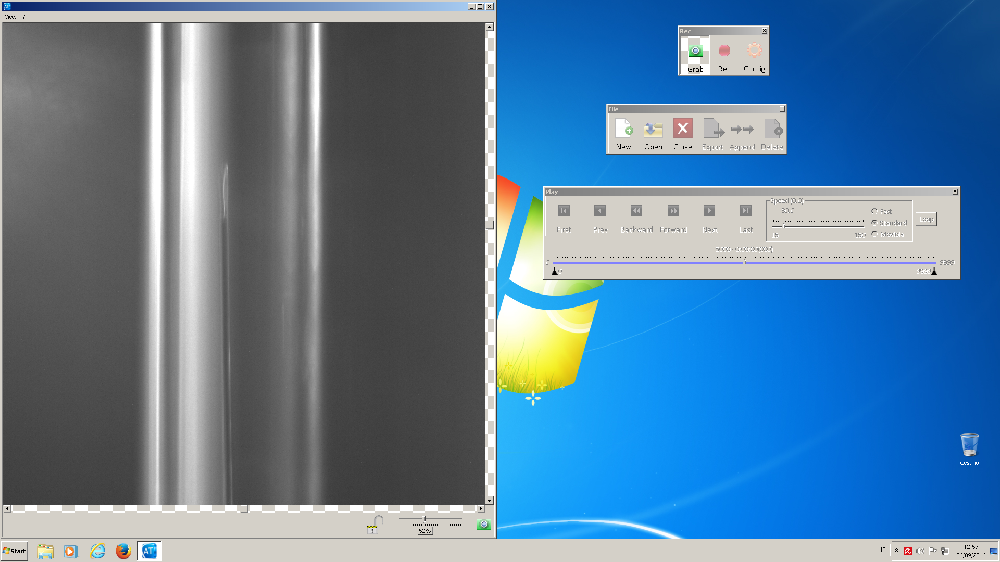 AT
View ?
52%
Rec
Grab Rec Config
File
New Open Close Export Append Delete
Play
First Prev Backward Forward Next Last
Speed (0,0)
30,0
15 150
Fast
Standard
Moviola
Loop
5000 - 0:00:00(000)
0 9999
0 9999
Cestino
Start
AT
IT
12:57
06/09/2016